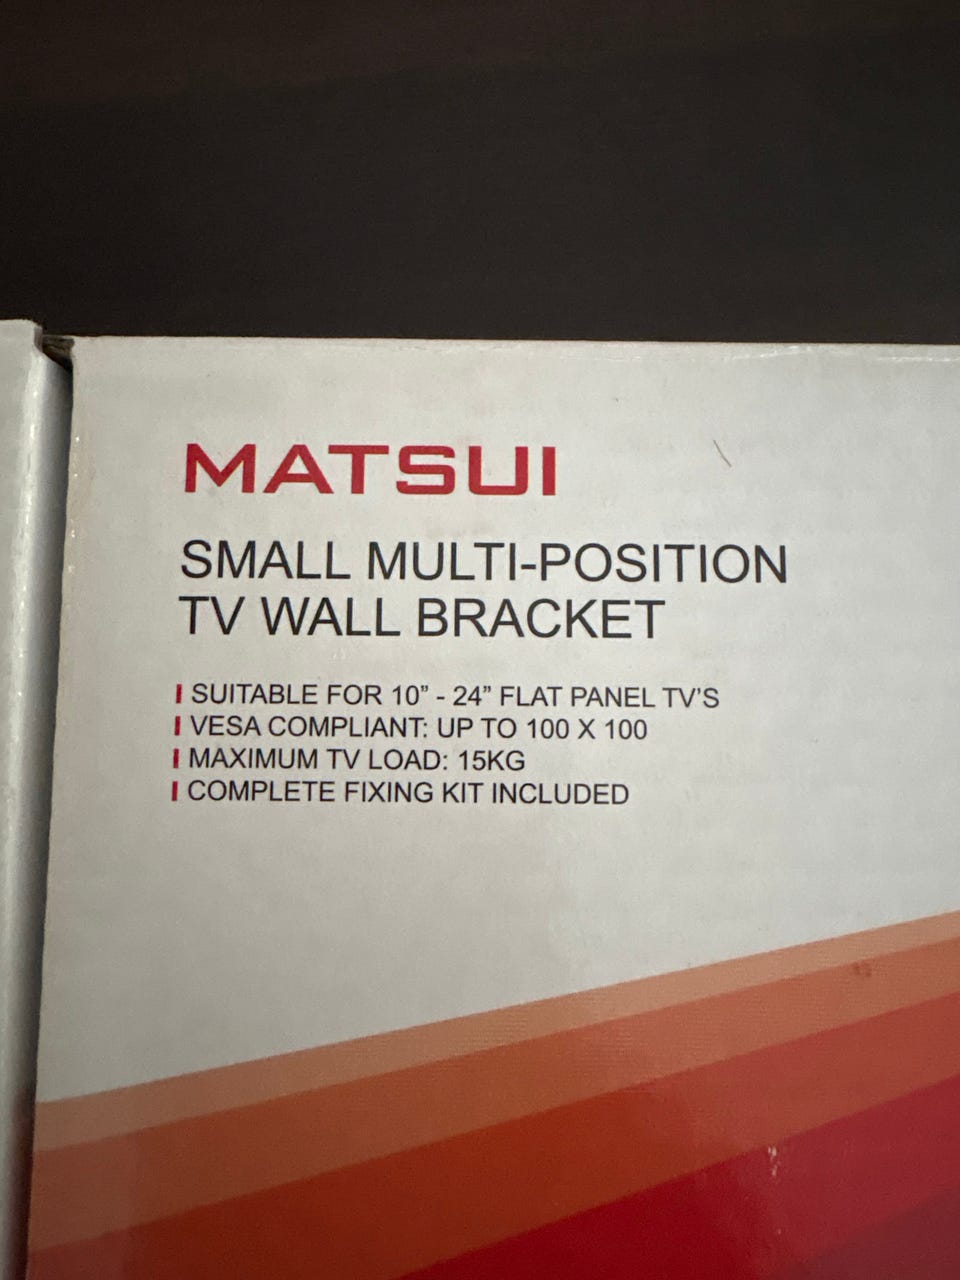 MATSUI
SMALL MULTI-POSITION
TV WALL BRACKET
SUITABLE FOR 10” - 24” FLAT PANEL TV’S
VESA COMPLIANT: UP TO 100 X 100
MAXIMUM TV LOAD: 15KG
COMPLETE FIXING KIT INCLUDED